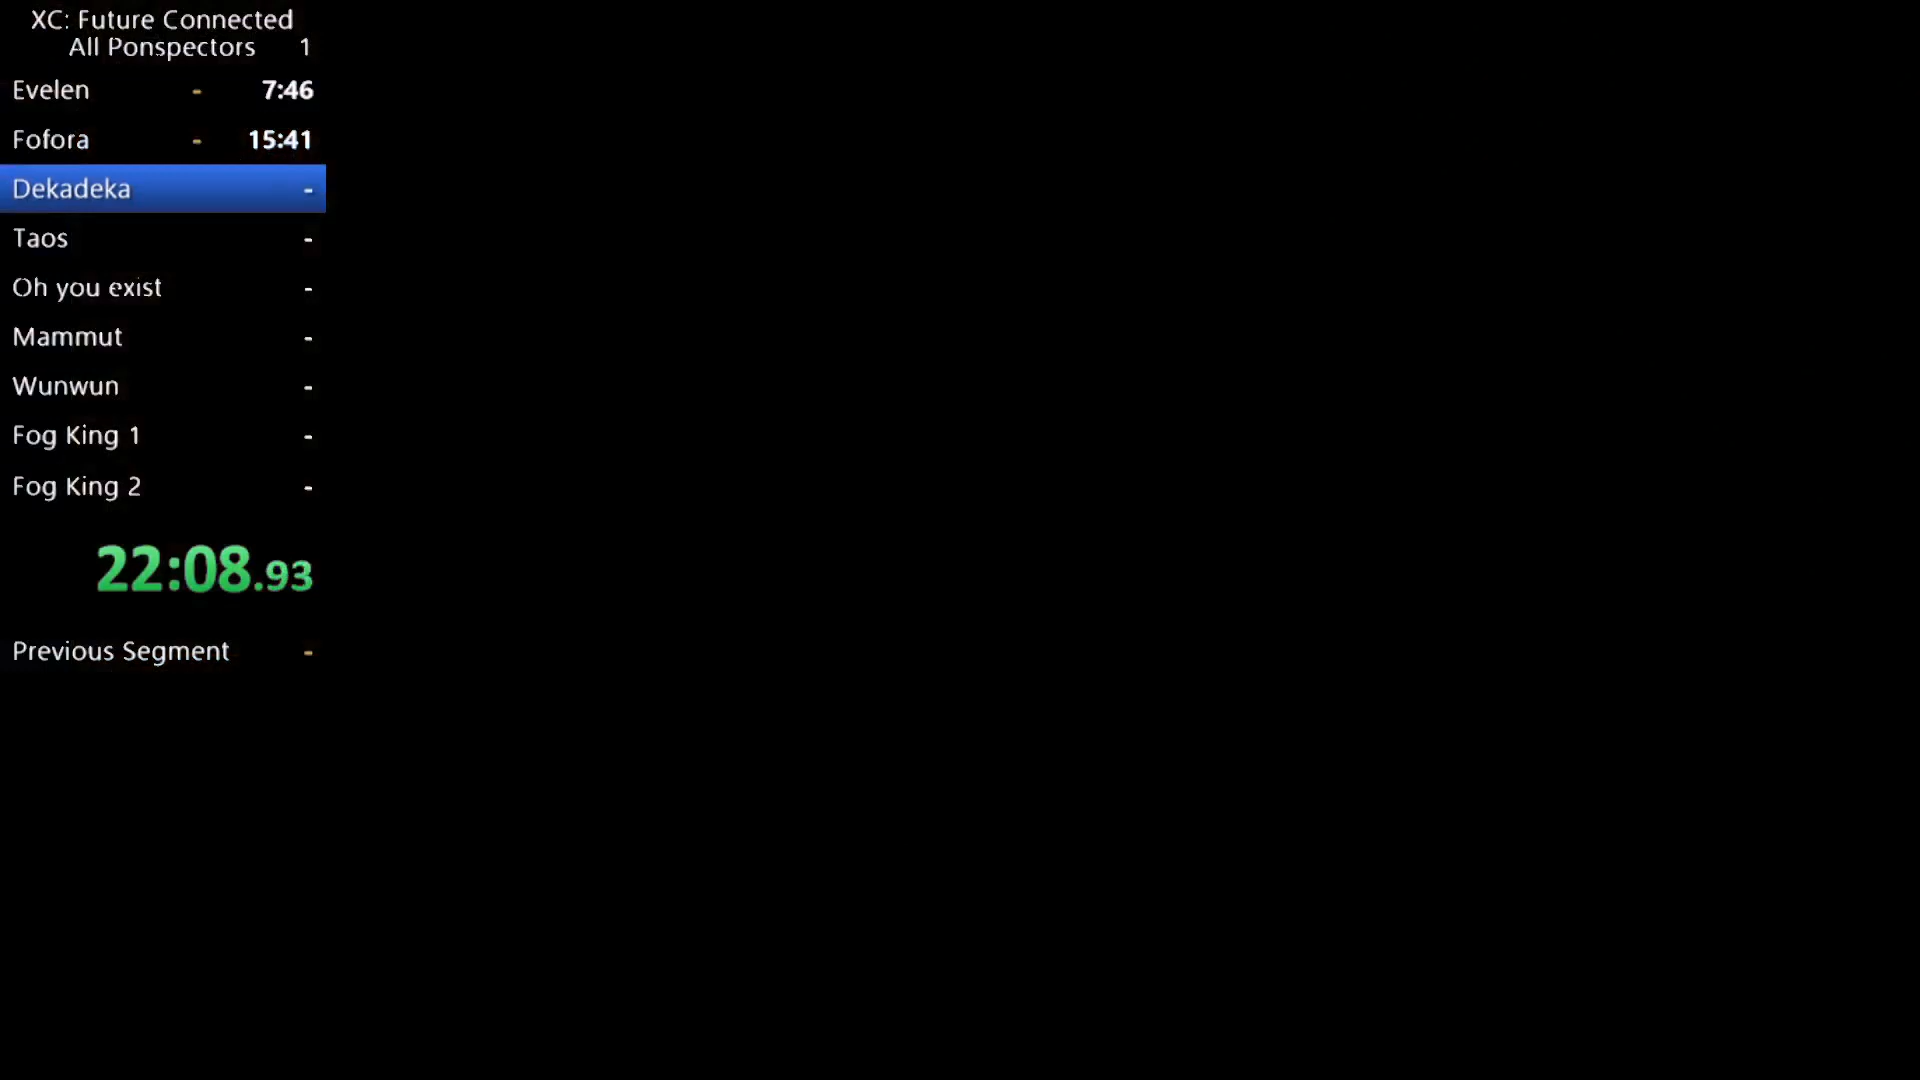 XC: Future Connected
All Ponspectors 1
Evelen - 7:46
Fofora - 15:41
Dekadeka -
Taos -
Oh you exist -
Mammut -
Wunwun -
Fog King 1 -
Fog King 2 -
22:08.93
Previous Segment -